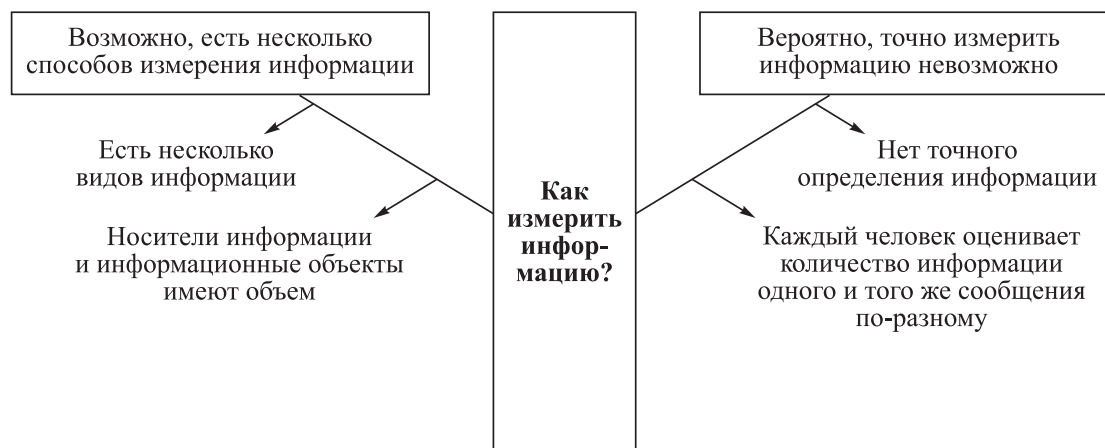 Возможно, есть несколько
способов измерения информации
Есть несколько
видов информации
Носители информации
и информационные объекты
имеют объем
Как
измерить
инфор-
мацию?
Вероятно, точно измерить
информацию невозможно
Нет точного
определения информации
Каждый человек оценивает
количество информации
одного и того же сообщения
по-разному